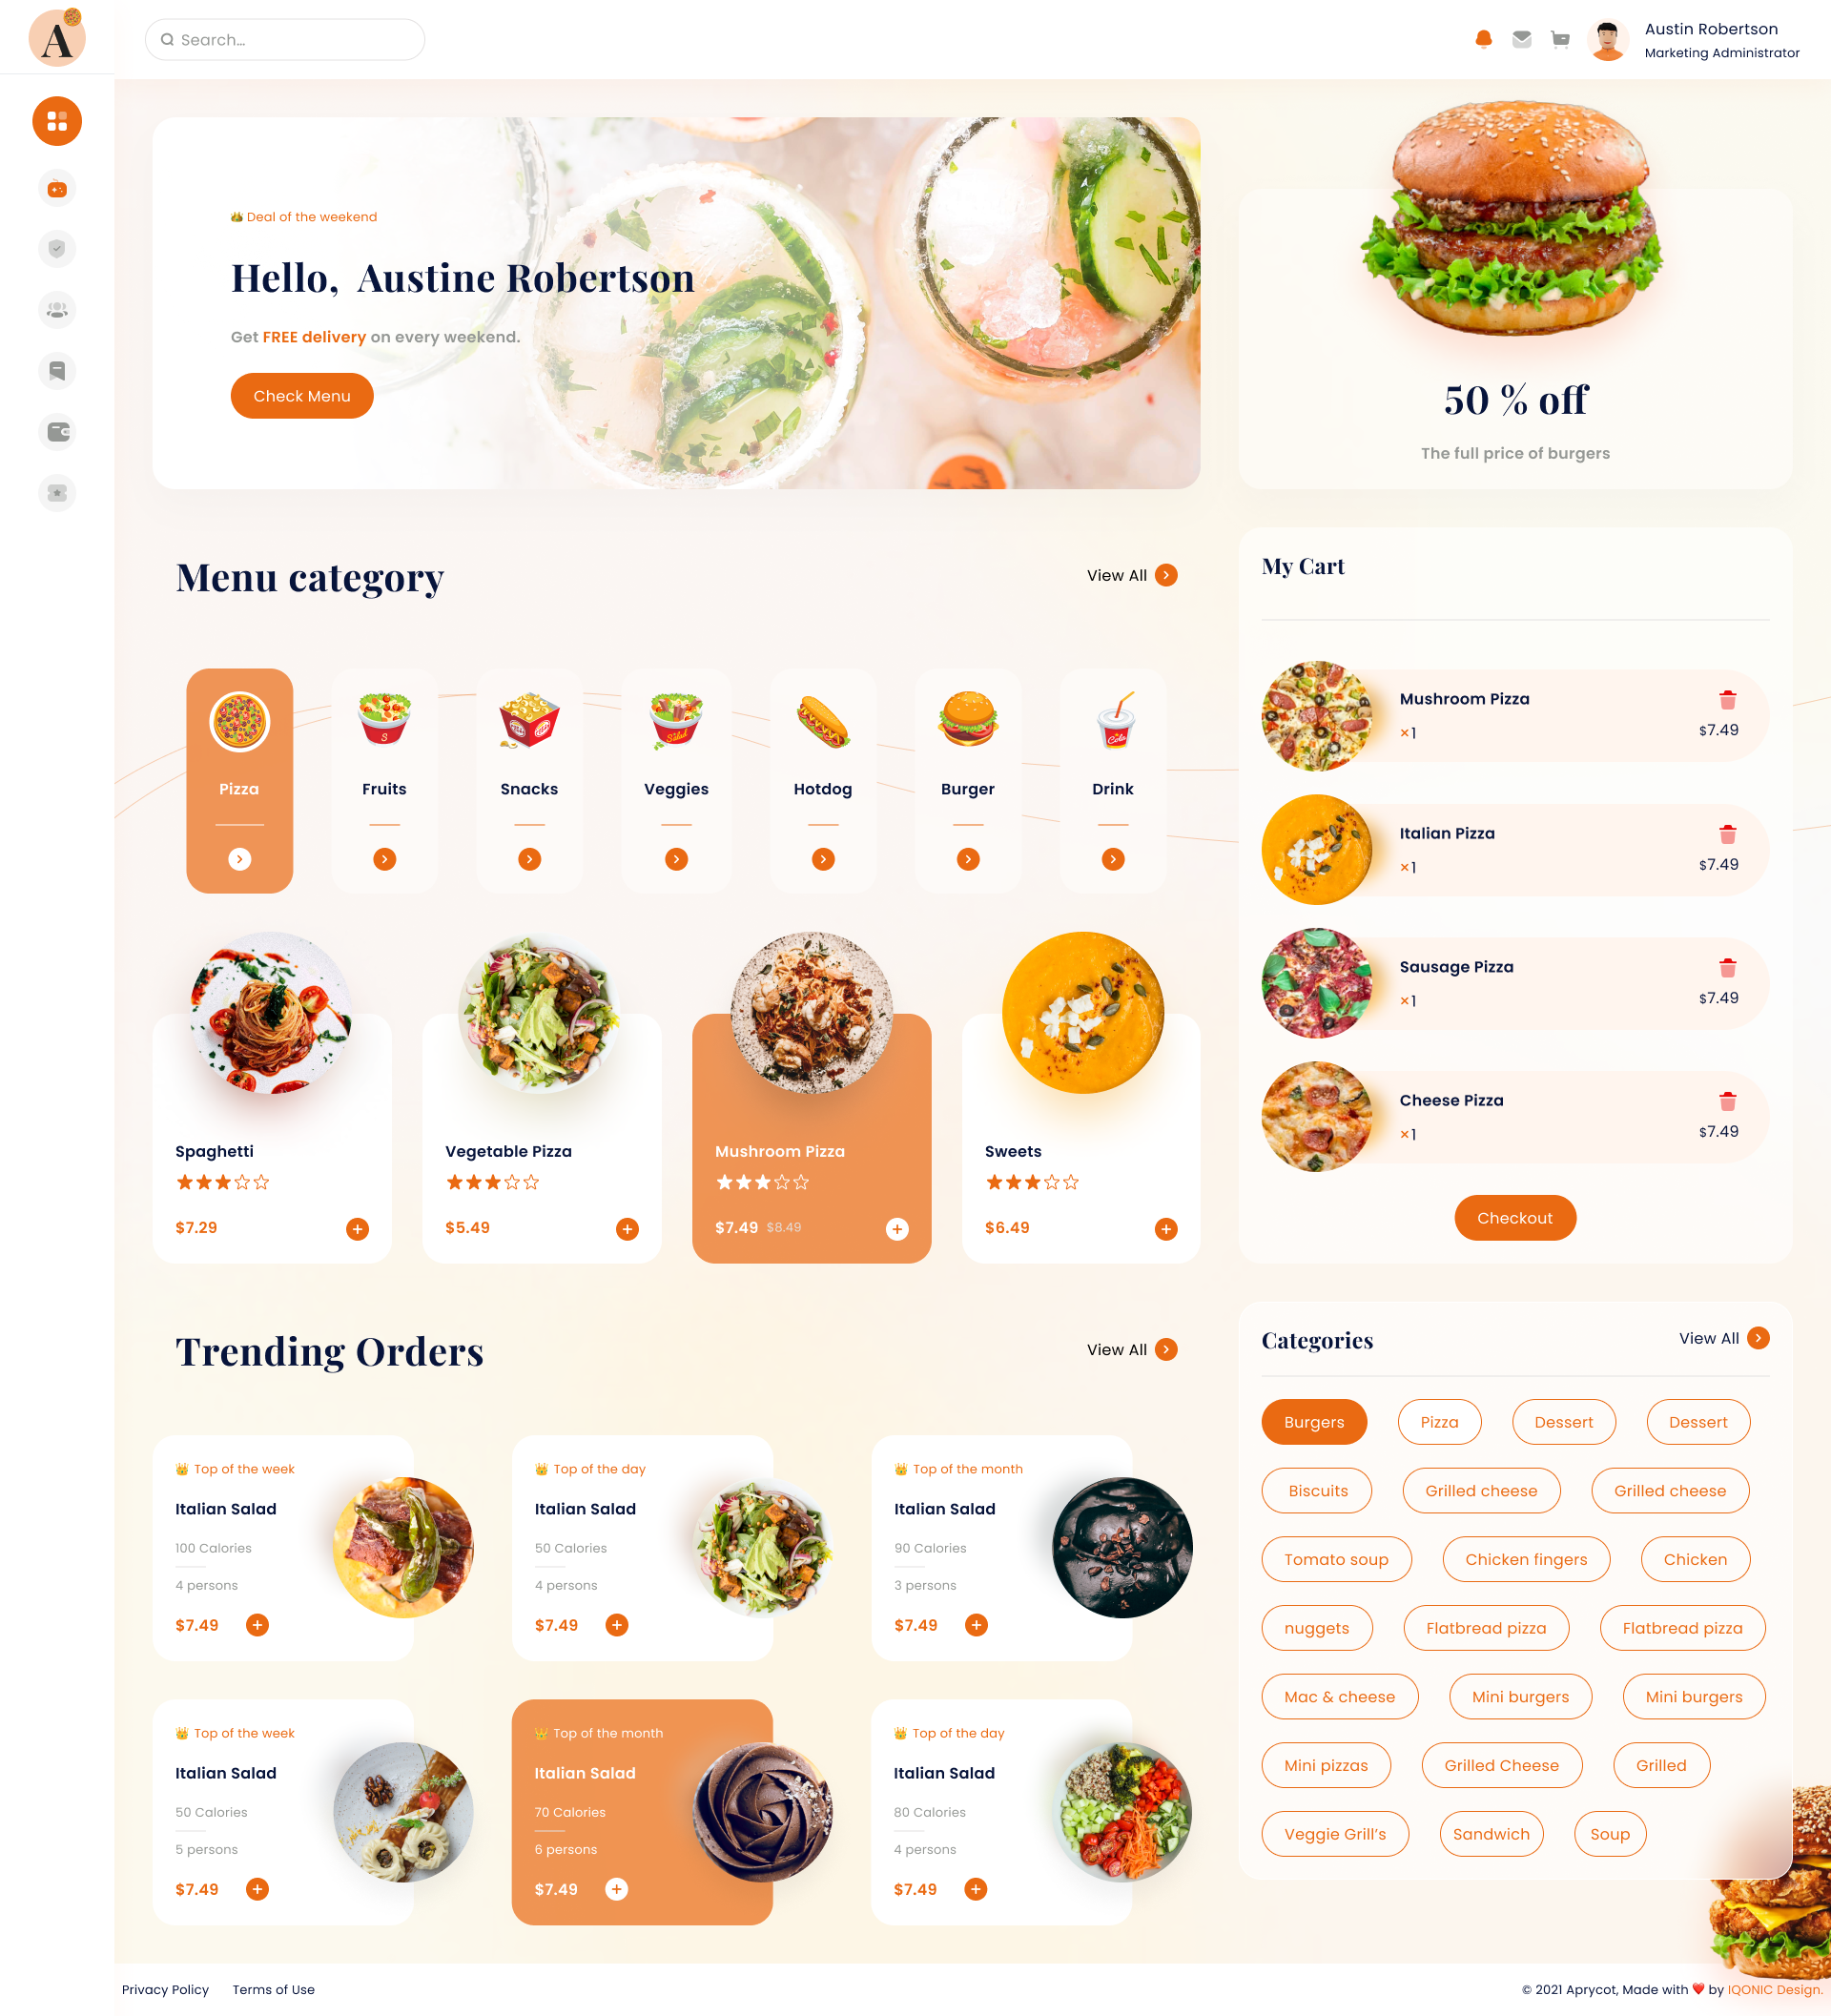 A
Search...
Austin Robertson
Marketing Administrator
Deal of the weekend
Hello, Austine Robertson
Get FREE delivery on every weekend.
Check Menu
50 % off
The full price of burgers
Menu category
View All
Pizza
Fruits
Snacks
Veggies
Hotdog
Burger
Drink
Spaghetti
$7.29
Vegetable Pizza
$5.49
Mushroom Pizza
$7.49 $8.49
Sweets
$6.49
My Cart
Mushroom Pizza
×1
$7.49
Italian Pizza
×1
$7.49
Sausage Pizza
×1
$7.49
Cheese Pizza
×1
$7.49
Checkout
Trending Orders
View All
Top of the week
Italian Salad
100 Calories
4 persons
$7.49
Top of the day
Italian Salad
50 Calories
4 persons
$7.49
Top of the month
Italian Salad
90 Calories
3 persons
$7.49
Top of the week
Italian Salad
50 Calories
5 persons
$7.49
Top of the month
Italian Salad
70 Calories
6 persons
$7.49
Top of the day
Italian Salad
80 Calories
4 persons
$7.49
Categories
View All
Burgers
Pizza
Dessert
Dessert
Biscuits
Grilled cheese
Grilled cheese
Tomato soup
Chicken fingers
Chicken
nuggets
Flatbread pizza
Flatbread pizza
Mac & cheese
Mini burgers
Mini burgers
Mini pizzas
Grilled Cheese
Grilled
Veggie Grill's
Sandwich
Soup
Privacy Policy
Terms of Use
© 2021 Aprycot, Made with ❤️ by IQONIC Design.